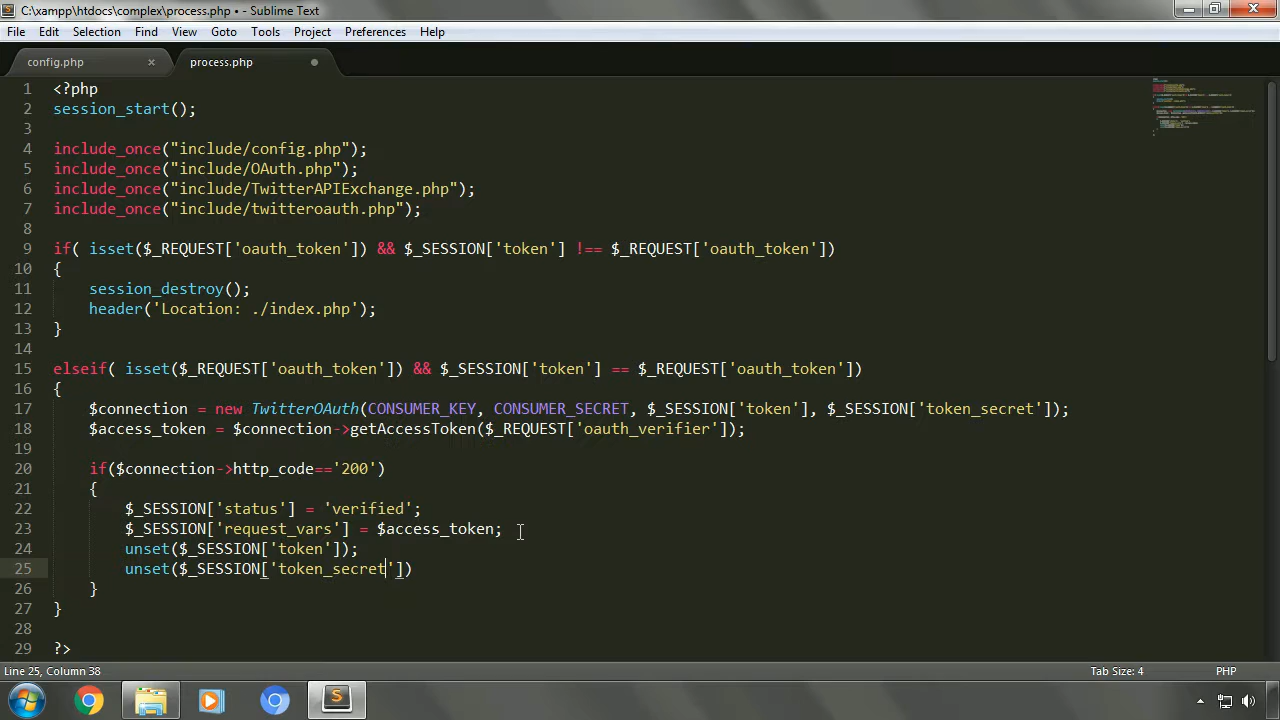 C:\xampp\htdocs\complex\process.php • - Sublime Text
File Edit Selection Find View Goto Tools Project Preferences Help
config.php × process.php
1 <?php
2 session_start();
3
4 include_once("include/config.php");
5 include_once("include/OAuth.php");
6 include_once("include/TwitterAPIExchange.php");
7 include_once("include/twitteroauth.php");
8
9 if( isset($_REQUEST['oauth_token']) && $_SESSION['token'] !== $_REQUEST['oauth_token'])
10 {
11 session_destroy();
12 header('Location: ./index.php');
13 }
14
15 elseif( isset($_REQUEST['oauth_token']) && $_SESSION['token'] == $_REQUEST['oauth_token'])
16 {
17 $connection = new TwitterOAuth(CONSUMER_KEY, CONSUMER_SECRET, $_SESSION['token'], $_SESSION['token_secret']);
18 $access_token = $connection->getAccessToken($_REQUEST['oauth_verifier']);
19
20 if($connection->http_code=='200')
21 {
22 $_SESSION['status'] = 'verified';
23 $_SESSION['request_vars'] = $access_token;
24 unset($_SESSION['token']);
25 unset($_SESSION['token_secret'])
26 }
27 }
28
29 ?>
Line 25, Column 38 Tab Size: 4 PHP